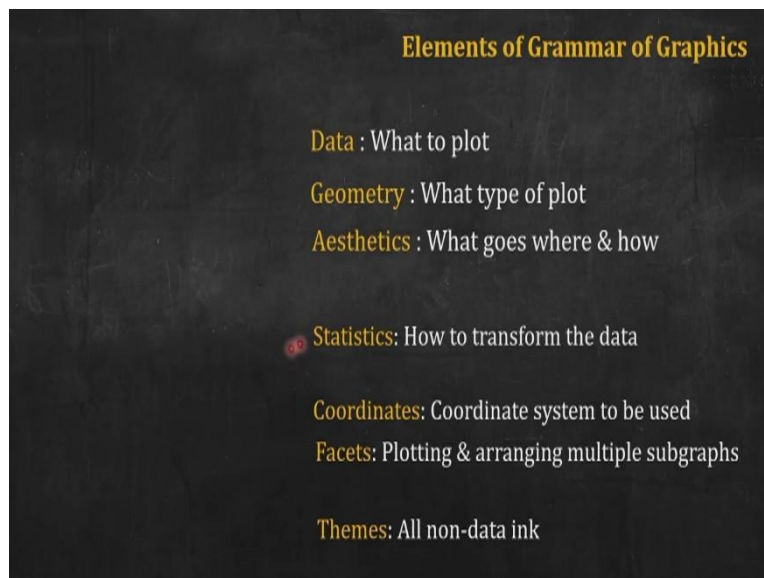 Elements of Grammar of Graphics
Data : What to plot
Geometry : What type of plot
Aesthetics : What goes where & how
Statistics: How to transform the data
Coordinates: Coordinate system to be used
Facets: Plotting & arranging multiple subgraphs
Themes: All non-data ink